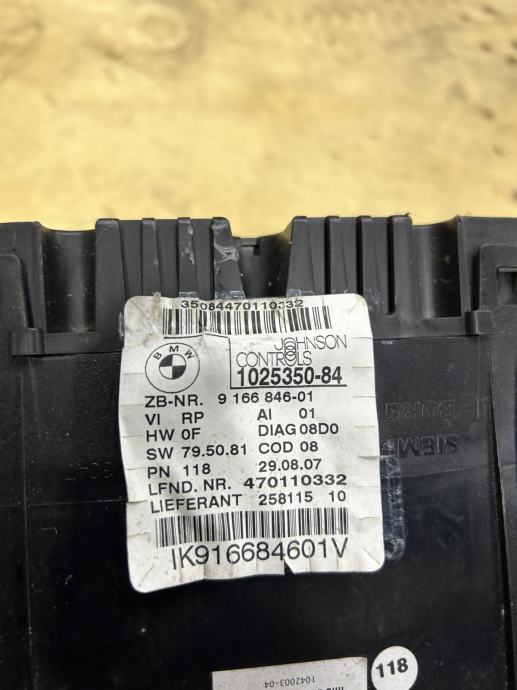 35084470110332
BMW
JOHNSON
CONTROLS
1025350-84
ZB-NR. 9 166 846-01
VI RP AI 01
HW 0F DIAG 08D0
SW 79.50.81 COD 08
PN 118 29.08.07
LFND. NR. 470110332
LIEFERANT 258115 10
IK916684601V
118
1042003-04